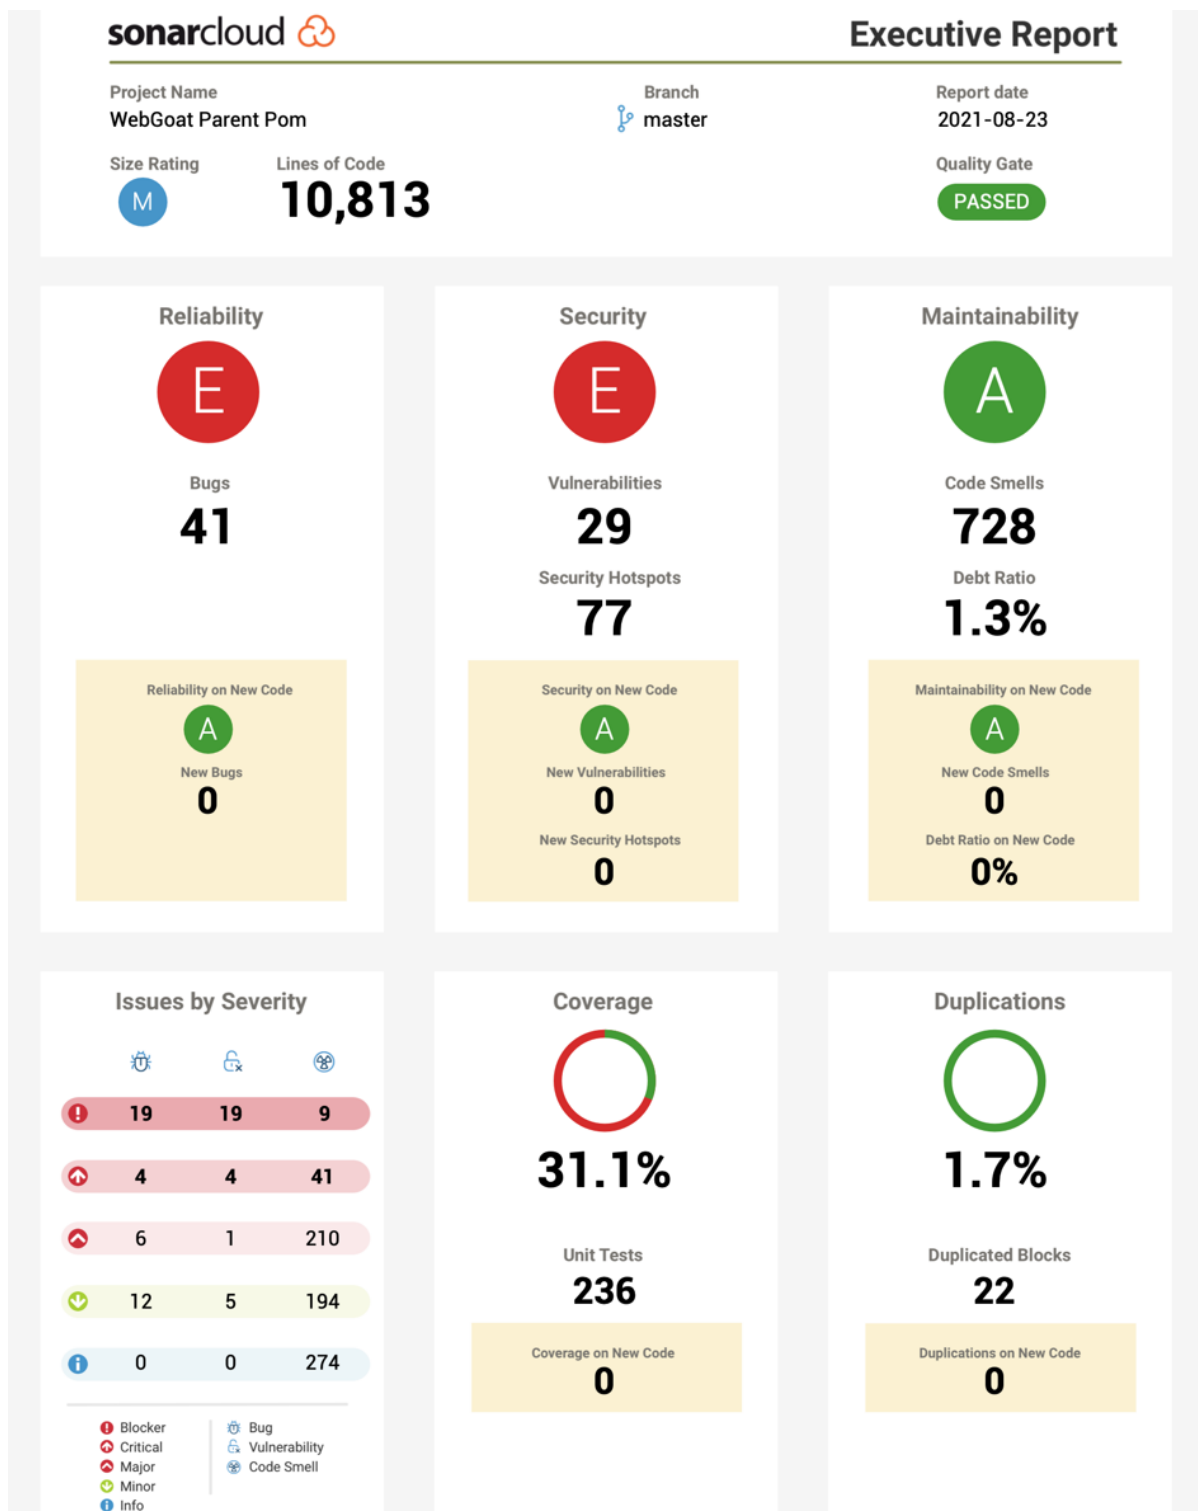 sonarcloud
Executive Report
Project Name
Branch
Report date
WebGoat Parent Pom
master
2021-08-23
Size Rating
Lines of Code
Quality Gate
M
10,813
PASSED
Reliability
E
Bugs
41
Reliability on New Code
A
New Bugs
0
Security
E
Vulnerabilities
29
Security Hotspots
77
Security on New Code
A
New Vulnerabilities
0
New Security Hotspots
0
Maintainability
A
Code Smells
728
Debt Ratio
1.3%
Maintainability on New Code
A
New Code Smells
0
Debt Ratio on New Code
0%
Issues by Severity
19 19 9
4 4 41
6 1 210
12 5 194
0 0 274
Blocker
Critical
Major
Minor
Info
Bug
Vulnerability
Code Smell
Coverage
31.1%
Unit Tests
236
Coverage on New Code
0
Duplications
1.7%
Duplicated Blocks
22
Duplications on New Code
0